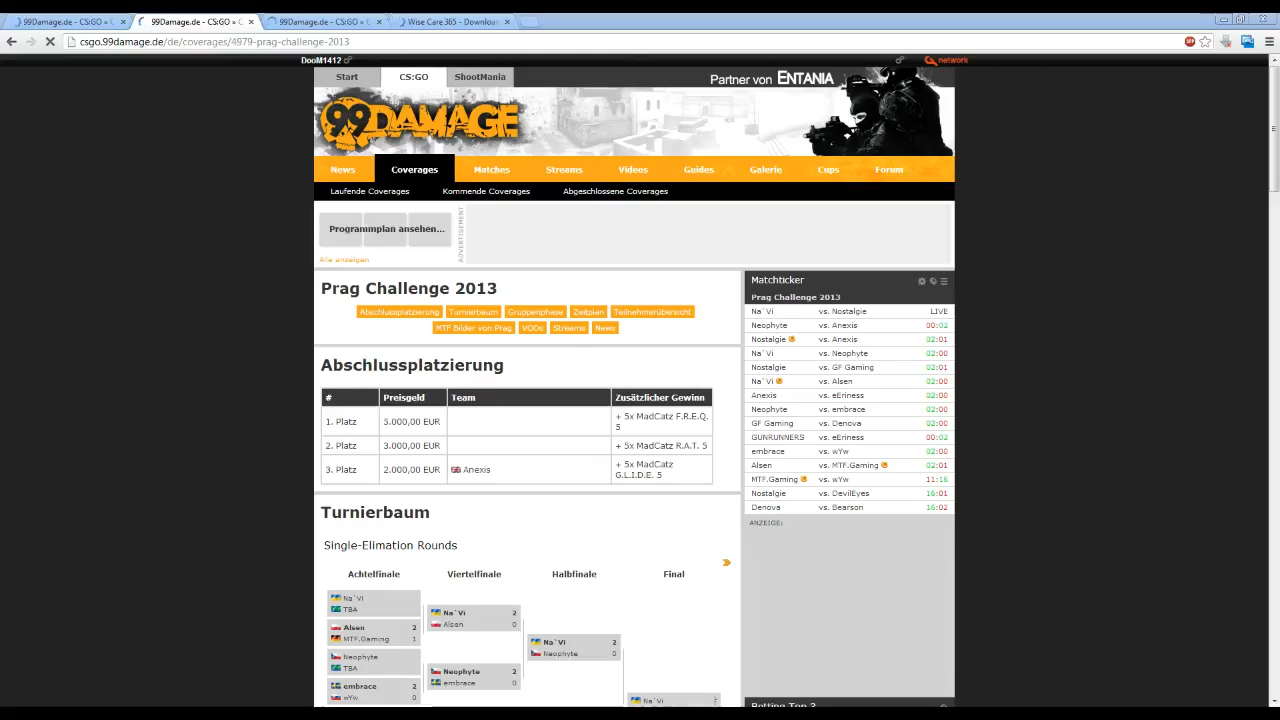 99Damage.de - CS:GO » C
99Damage.de - CS:GO » C
99Damage.de - CS:GO » C
Wise Care 365 - Downloa
csgo.99damage.de/de/coverages/4979-prag-challenge-2013
DooM1412
network
Start CS:GO ShootMania
Partner von ENTANIA
99DAMAGE
News Coverages Matches Streams Videos Guides Galerie Cups Forum
Laufende Coverages Kommende Coverages Abgeschlossene Coverages
Programmplan ansehen...
Alle anzeigen
ADVERTISEMENT
Prag Challenge 2013
Abschlussplatzierung Turnierbaum Gruppenphase Zeitplan Teilnehmerübersicht
MTF Bilder von Prag VODs Streams News
Abschlussplatzierung
# Preisgeld Team Zusätzlicher Gewinn
1. Platz 5.000,00 EUR + 5x MadCatz F.R.E.Q.
5
2. Platz 3.000,00 EUR + 5x MadCatz R.A.T. 5
3. Platz 2.000,00 EUR Anexis + 5x MadCatz
G.L.I.D.E. 5
Turnierbaum
Single-Elimation Rounds
Achtelfinale Viertelfinale Halbfinale Final
Na`Vi
TBA
Alsen 2
MTF.Gaming 1
Neophyte
TBA
embrace 2
wYw 0
Na`Vi 2
Alsen 0
Neophyte 2
embrace 0
Na`Vi 2
Neophyte 0
Na`Vi
Matchticker
Prag Challenge 2013
Na`Vi vs. Nostalgie LIVE
Neophyte vs. Anexis 00:02
Nostalgie vs. Anexis 02:01
Na`Vi vs. Neophyte 02:00
Nostalgie vs. GF Gaming 02:01
Na`Vi vs. Alsen 02:00
Anexis vs. eEriness 02:00
Neophyte vs. embrace 02:00
GF Gaming vs. Denova 02:00
GUNRUNNERS vs. eEriness 00:02
embrace vs. wYw 02:00
Alsen vs. MTF.Gaming 02:01
MTF.Gaming vs. wYw 11:16
Nostalgie vs. DevilEyes 16:01
Denova vs. Bearson 16:02
ANZEIGE:
Betting Top 3